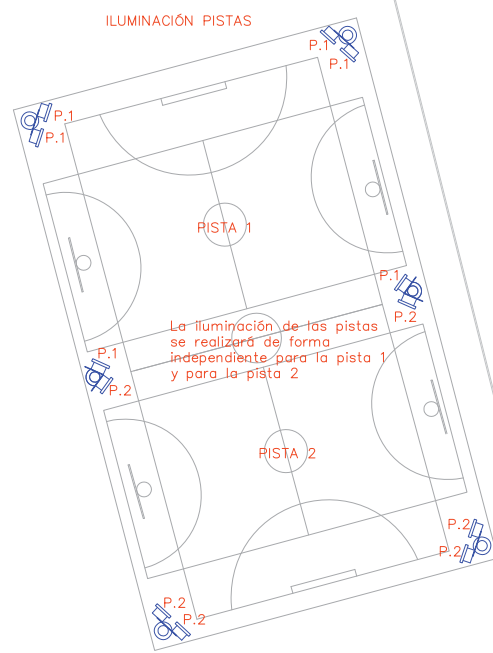 ILUMINACIÓN PISTAS
P.1
P.1
P.1
P.1
PISTA 1
P.1
P.2
La iluminación de las pistas
se realizará de forma
independiente para la pista 1
y para la pista 2
P.1
P.2
PISTA 2
P.2
P.2
P.2
P.2